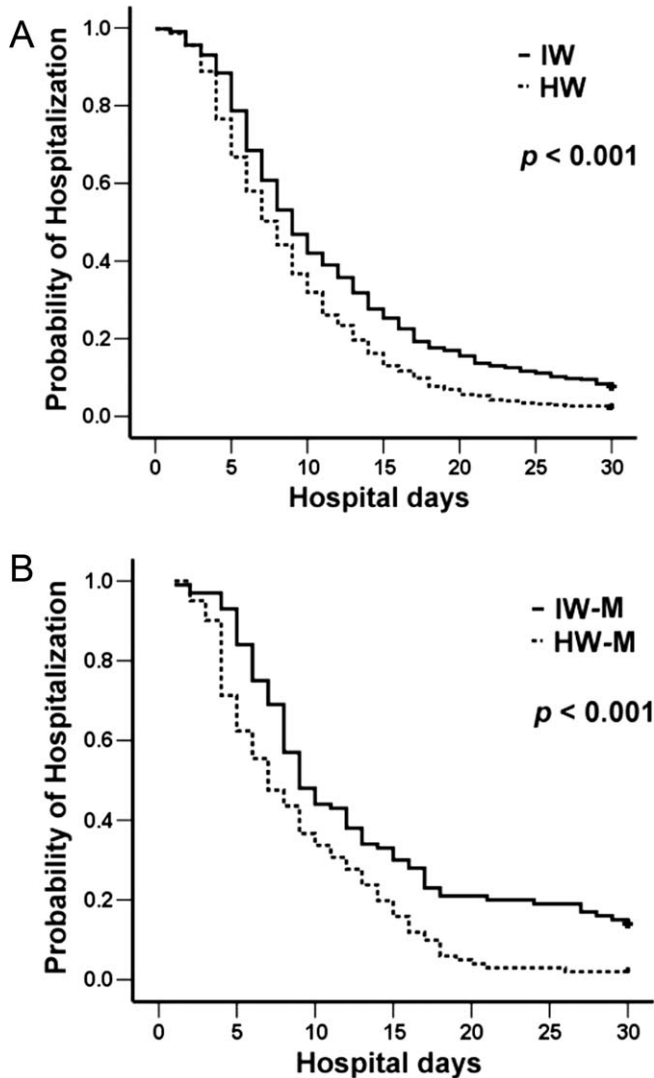 A
Probability of Hospitalization
1.0
0.8
0.6
0.4
0.2
0.0
IW
HW
p < 0.001
0 5 10 15 20 25 30
Hospital days
B
Probability of Hospitalization
1.0
0.8
0.6
0.4
0.2
0.0
IW-M
HW-M
p < 0.001
0 5 10 15 20 25 30
Hospital days